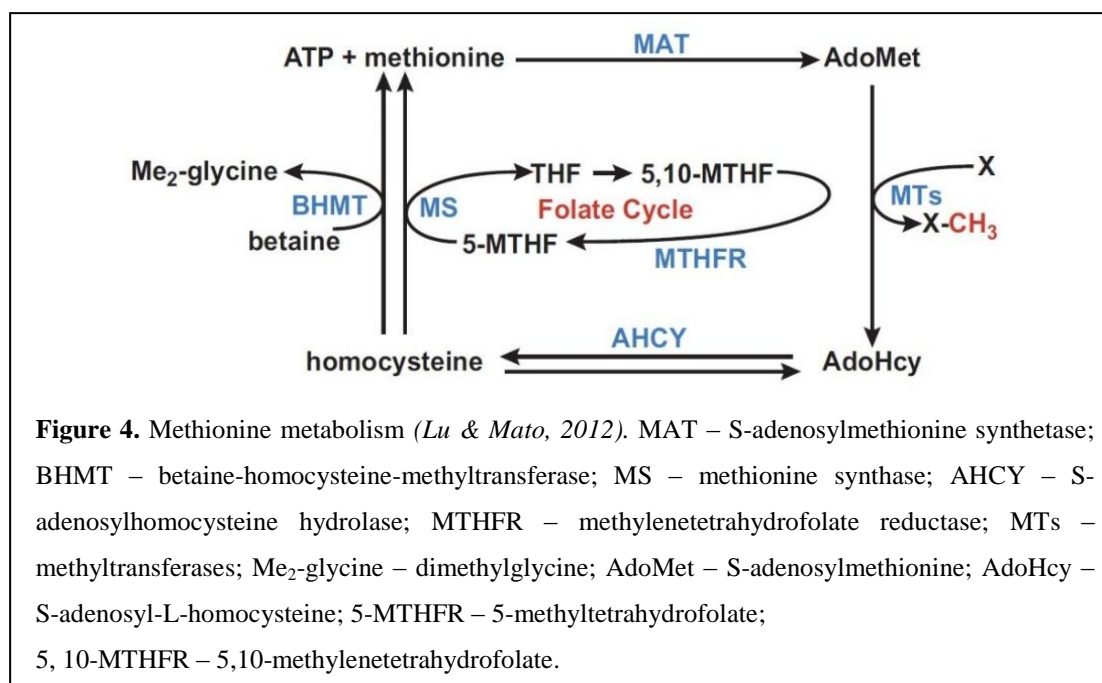 ATP + methionine MAT AdoMet
Me₂-glycine THF 5,10-MTHF X
BHMT MS Folate Cycle MTs
betaine 5-MTHF X-CH₃
MTHFR
AHCY
homocysteine AdoHcy
Figure 4. Methionine metabolism (Lu & Mato, 2012). MAT – S-adenosylmethionine synthetase;
BHMT – betaine-homocysteine-methyltransferase; MS – methionine synthase; AHCY – S-
adenosylhomocysteine hydrolase; MTHFR – methylenetetrahydrofolate reductase; MTs –
methyltransferases; Me₂-glycine – dimethylglycine; AdoMet – S-adenosylmethionine; AdoHcy –
S-adenosyl-L-homocysteine; 5-MTHFR – 5-methyltetrahydrofolate;
5, 10-MTHFR – 5,10-methylenetetrahydrofolate.